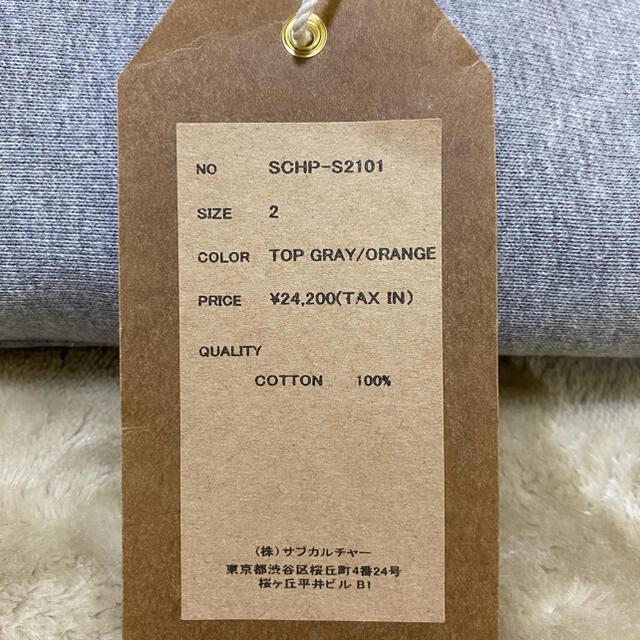 NO SCHP-S2101
SIZE 2
COLOR TOP GRAY/ORANGE
PRICE ¥24,200(TAX IN)
QUALITY
COTTON 100%
(株)サブカルチャー
東京都渋谷区桜丘町4番24号
桜ヶ丘平井ビル B1